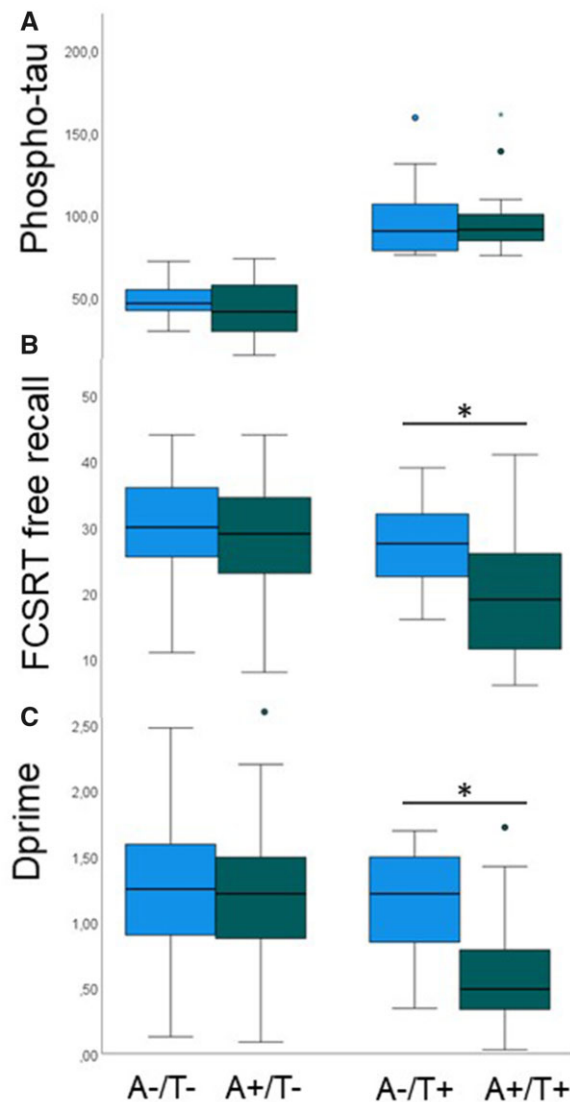 A
Phospho-tau
200,0
150,0
100,0
50,0
B
FCSRT free recall
50
40
30
20
10
*
C
Dprime
2,50
2,00
1,50
1,00
,50
,00
*
A-/T- A+/T- A-/T+ A+/T+